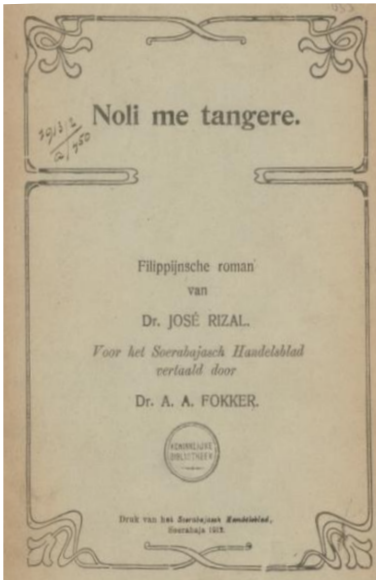 Noli me tangere.
Filippijnsche roman
van
Dr. JOSÉ RIZAL.
Voor het Soerabajasch Handelsblad
vertaald door
Dr. A. A. FOKKER.
KONINKLIJKE
BIBLIOTHEEK
Druk van het Soerabajasch Handelsblad,
Soerabaja